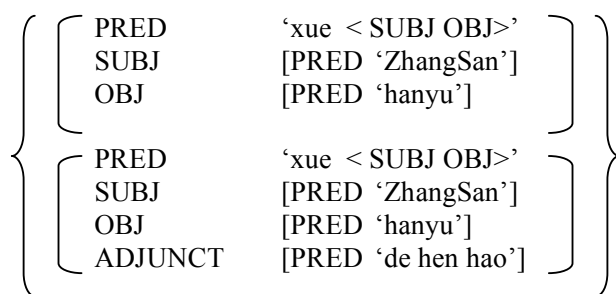 PRED ‘xue < SUBJ OBJ>’
SUBJ [PRED ‘ZhangSan’]
OBJ [PRED ‘hanyu’]
PRED ‘xue < SUBJ OBJ>’
SUBJ [PRED ‘ZhangSan’]
OBJ [PRED ‘hanyu’]
ADJUNCT [PRED ‘de hen hao’]